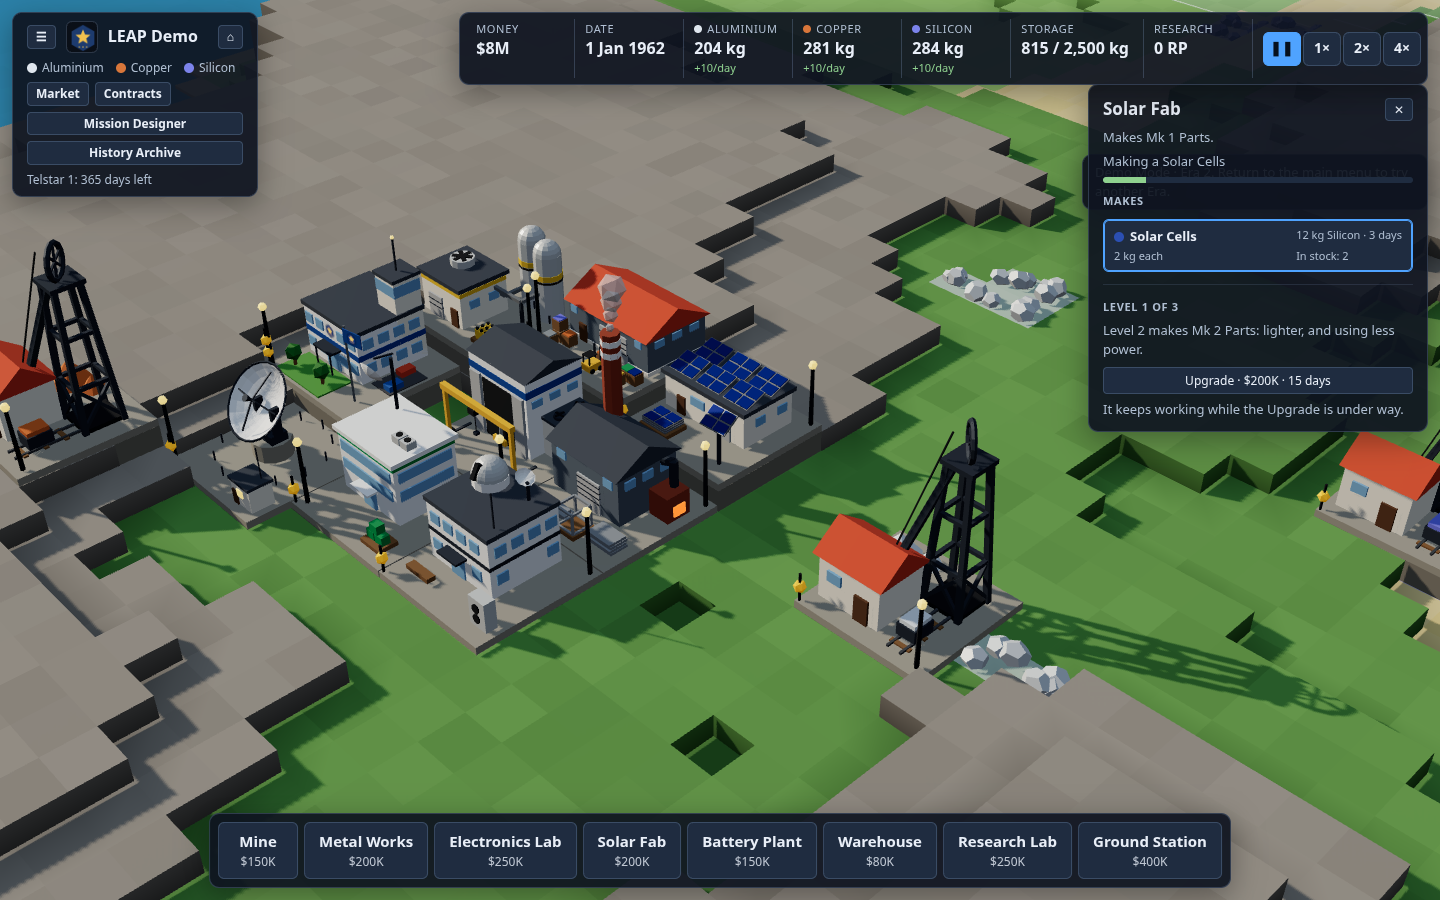 ☰ LEAP Demo ⌂
Aluminium Copper Silicon
Market Contracts
Mission Designer
History Archive
Telstar 1: 365 days left
MONEY
$8M
DATE
1 Jan 1962
ALUMINIUM
204 kg
+10/day
COPPER
281 kg
+10/day
SILICON
284 kg
+10/day
STORAGE
815 / 2,500 kg
RESEARCH
0 RP
❚❚ 1× 2× 4×
Solar Fab ✕
Makes Mk 1 Parts.
Making a Solar Cells
MAKES
Solar Cells 12 kg Silicon · 3 days
2 kg each In stock: 2
LEVEL 1 OF 3
Level 2 makes Mk 2 Parts: lighter, and using less
power.
Upgrade · $200K · 15 days
It keeps working while the Upgrade is under way.
Mine
$150K
Metal Works
$200K
Electronics Lab
$250K
Solar Fab
$200K
Battery Plant
$150K
Warehouse
$80K
Research Lab
$250K
Ground Station
$400K